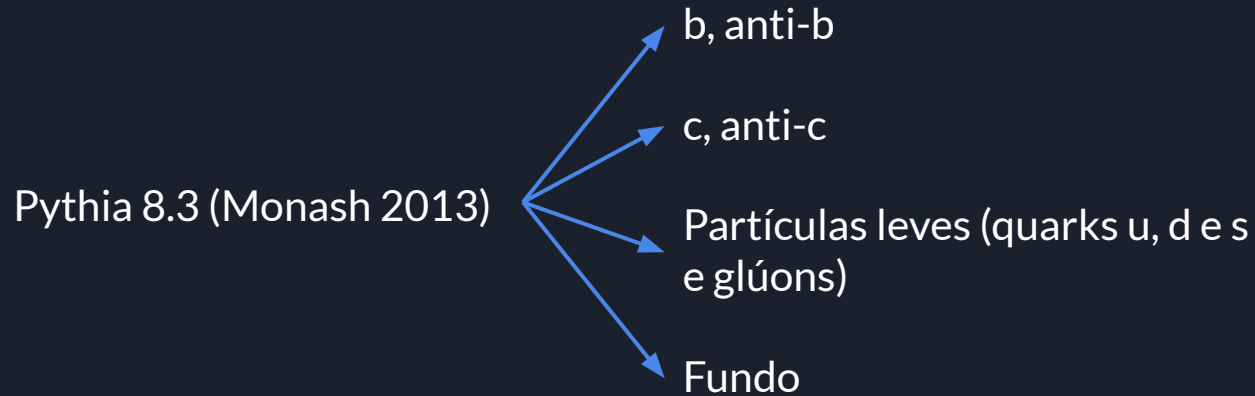 b, anti-b
c, anti-c
Pythia 8.3 (Monash 2013)
Partículas leves (quarks u, d e s
e glúons)
Fundo